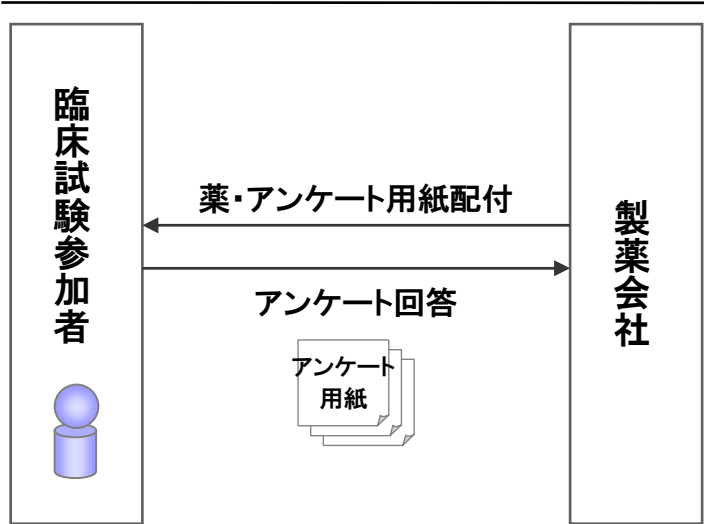 臨床試験参加者
薬・アンケート用紙配付
アンケート回答
アンケート
用紙
製薬会社